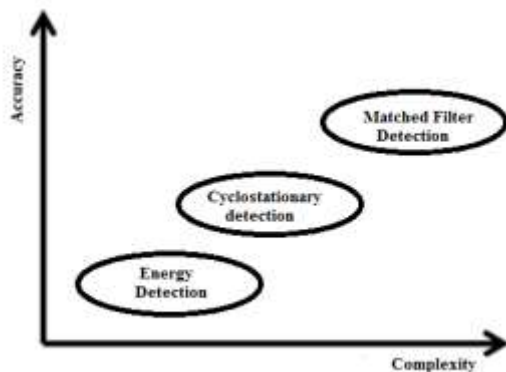 Accuracy
Matched Filter
Detection
Cyclostationary
detection
Energy
Detection
Complexity